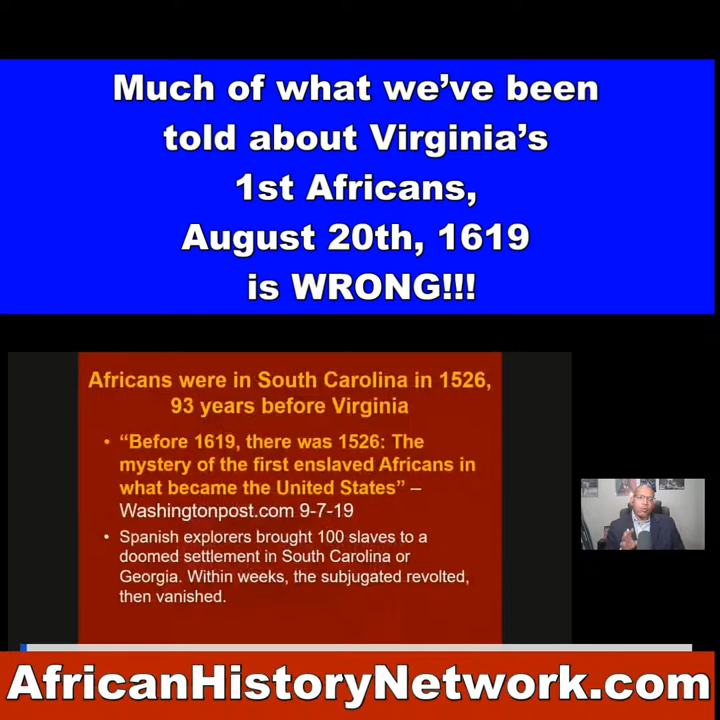 Much of what we've been
told about Virginia's
1st Africans,
August 20th, 1619
is WRONG!!!
Africans were in South Carolina in 1526,
93 years before Virginia
• “Before 1619, there was 1526: The
mystery of the first enslaved Africans in
what became the United States” –
Washingtonpost.com 9-7-19
• Spanish explorers brought 100 slaves to a
doomed settlement in South Carolina or
Georgia. Within weeks, the subjugated revolted,
then vanished.
AfricanHistoryNetwork.com